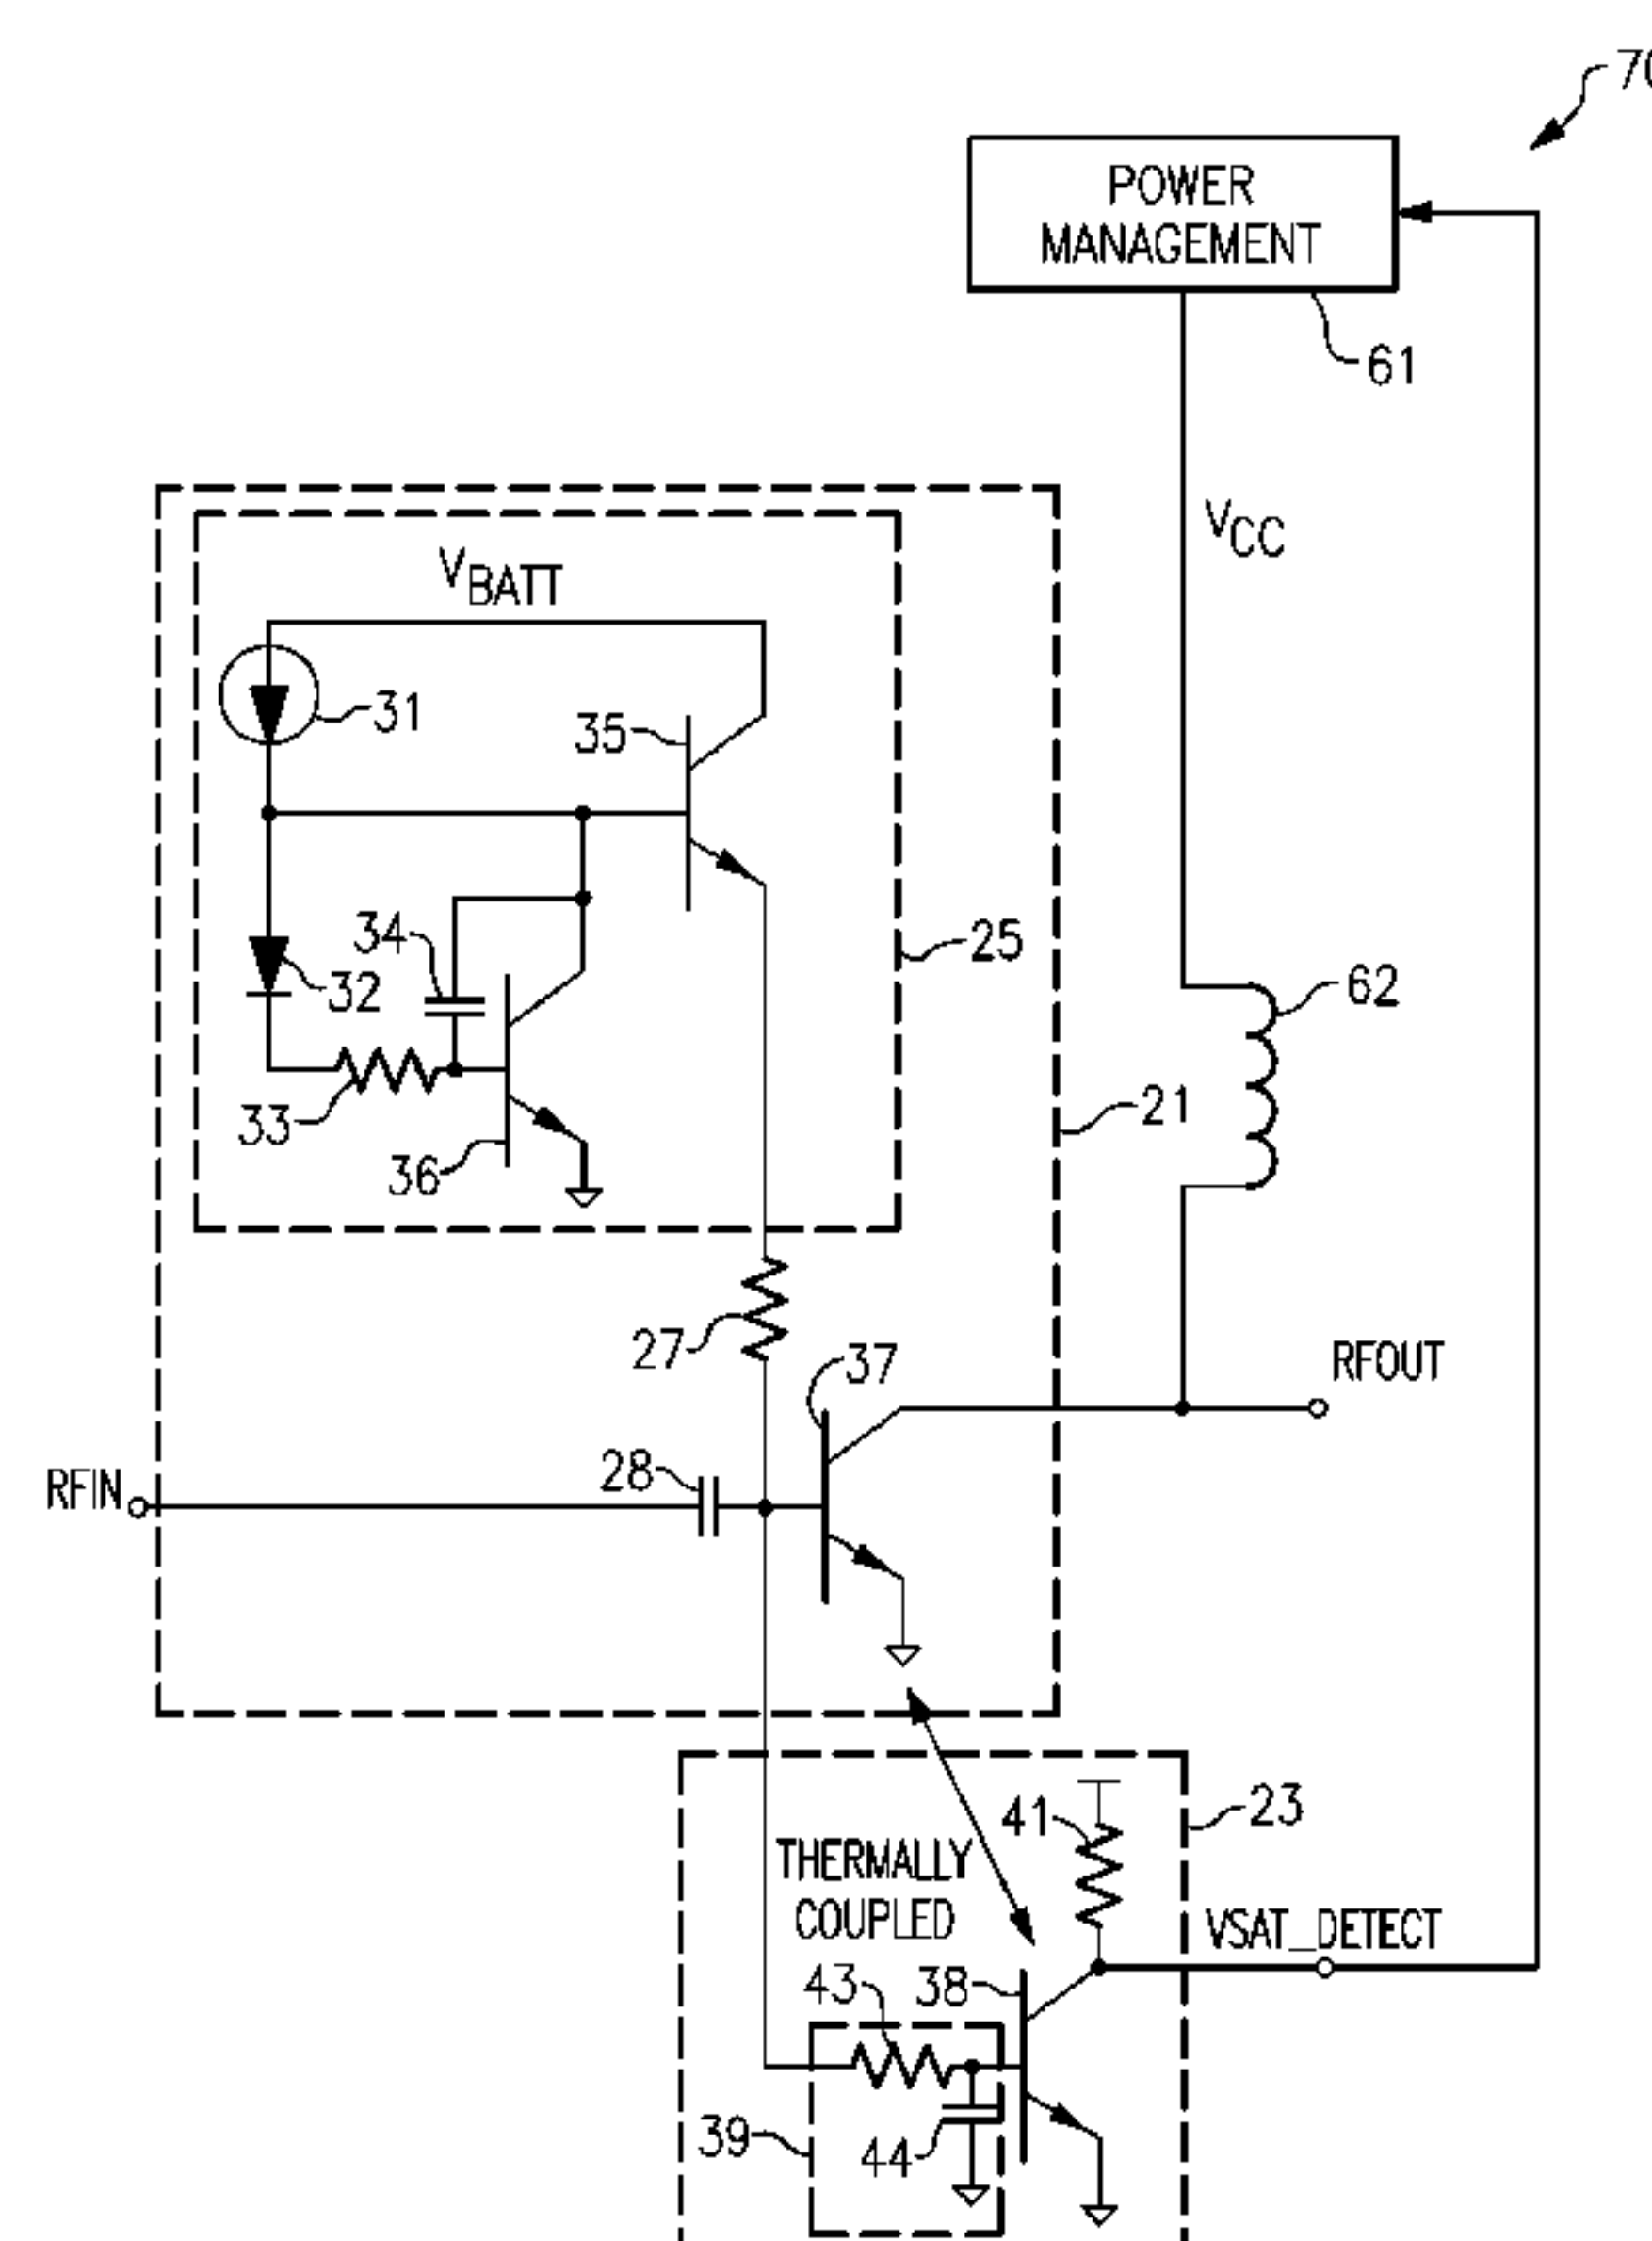 70
POWER
MANAGEMENT
61
VCC
VBATT
31
35
34
25
32
62
33
21
36
27
37
RFOUT
28
RFIN
41
23
THERMALLY
COUPLED
VSAT_DETECT
43
38
39
44